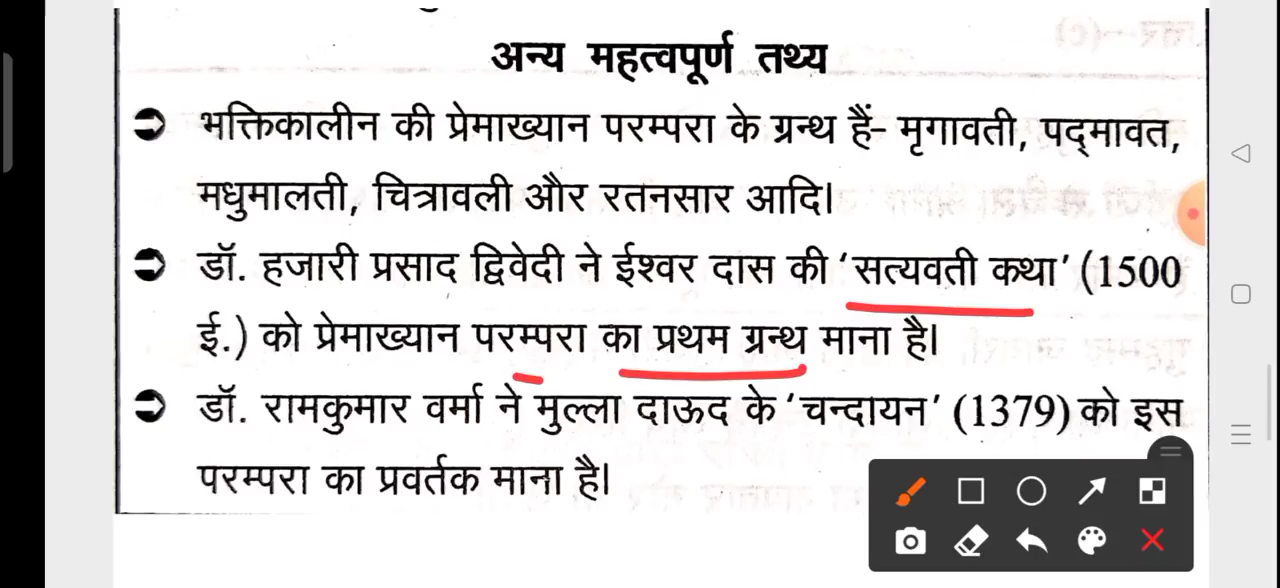 अन्य महत्वपूर्ण तथ्य
➲ भक्तिकालीन की प्रेमाख्यान परम्परा के ग्रन्थ हैं- मृगावती, पद्‌मावत,
मधुमालती, चित्रावली और रतनसार आदि।
➲ डॉ. हजारी प्रसाद द्विवेदी ने ईश्वर दास की ‘सत्यवती कथा’ (1500
ई.) को प्रेमाख्यान परम्परा का प्रथम ग्रन्थ माना है।
➲ डॉ. रामकुमार वर्मा ने मुल्ला दाऊद के ‘चन्दायन’ (1379) को इस
परम्परा का प्रवर्तक माना है।